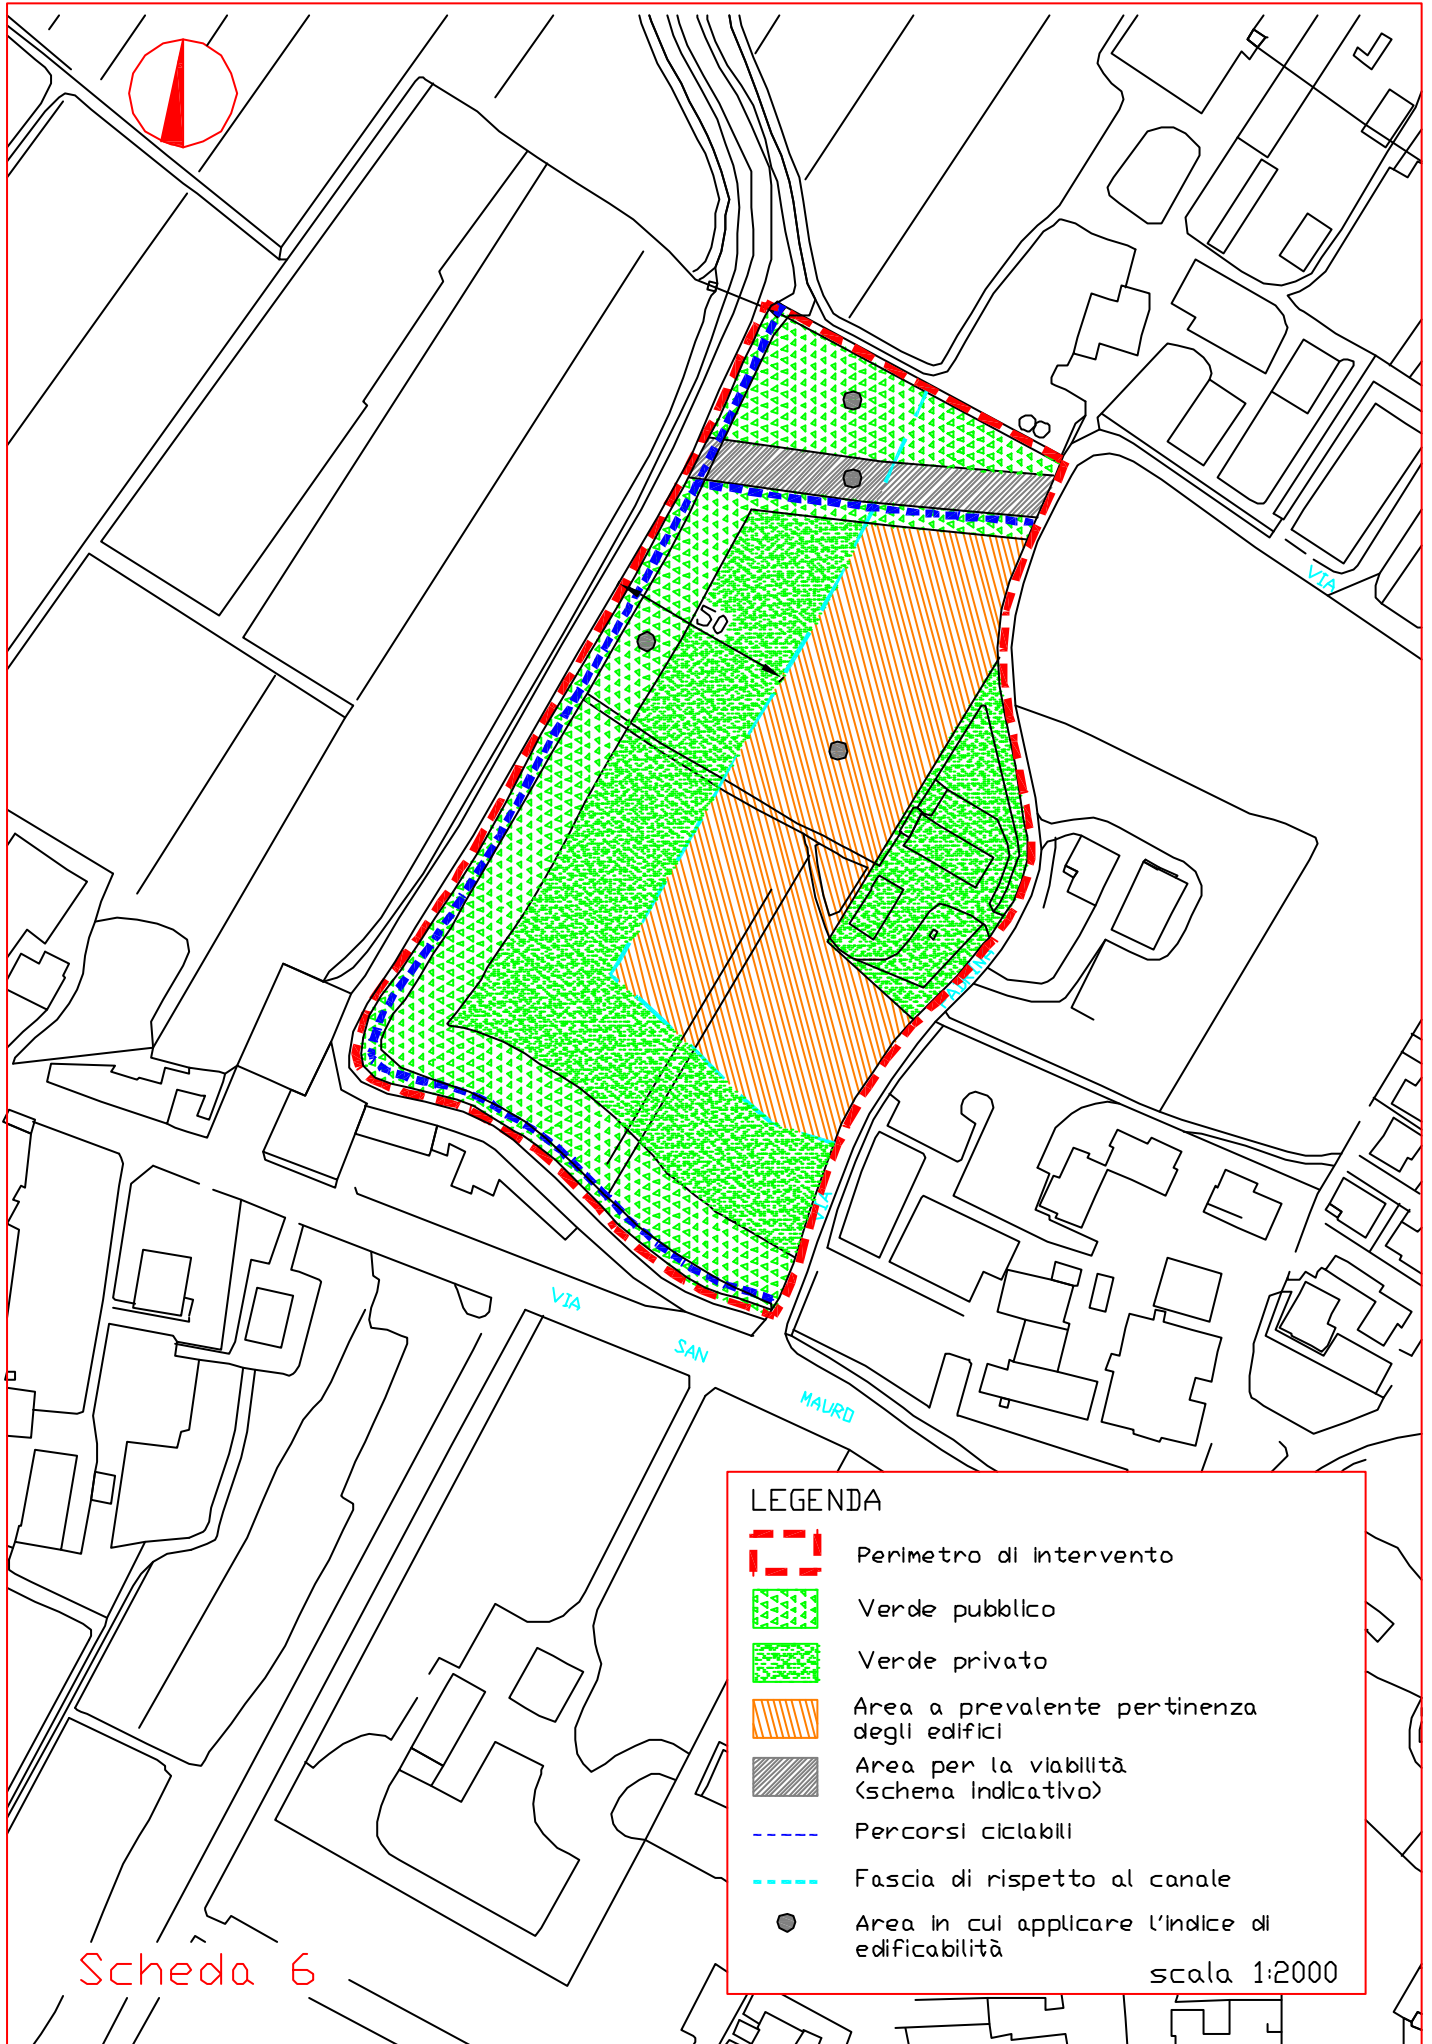 VIA
50
VIA
VIA
SAN
MAURO
LEGENDA
Perimetro di intervento
Verde pubblico
Verde privato
Area a prevalente pertinenza
degli edifici
Area per la viabilità
(schema indicativo)
Percorsi ciclabili
Fascia di rispetto al canale
Area in cui applicare l'indice di
edificabilità
scala 1:2000
Scheda 6